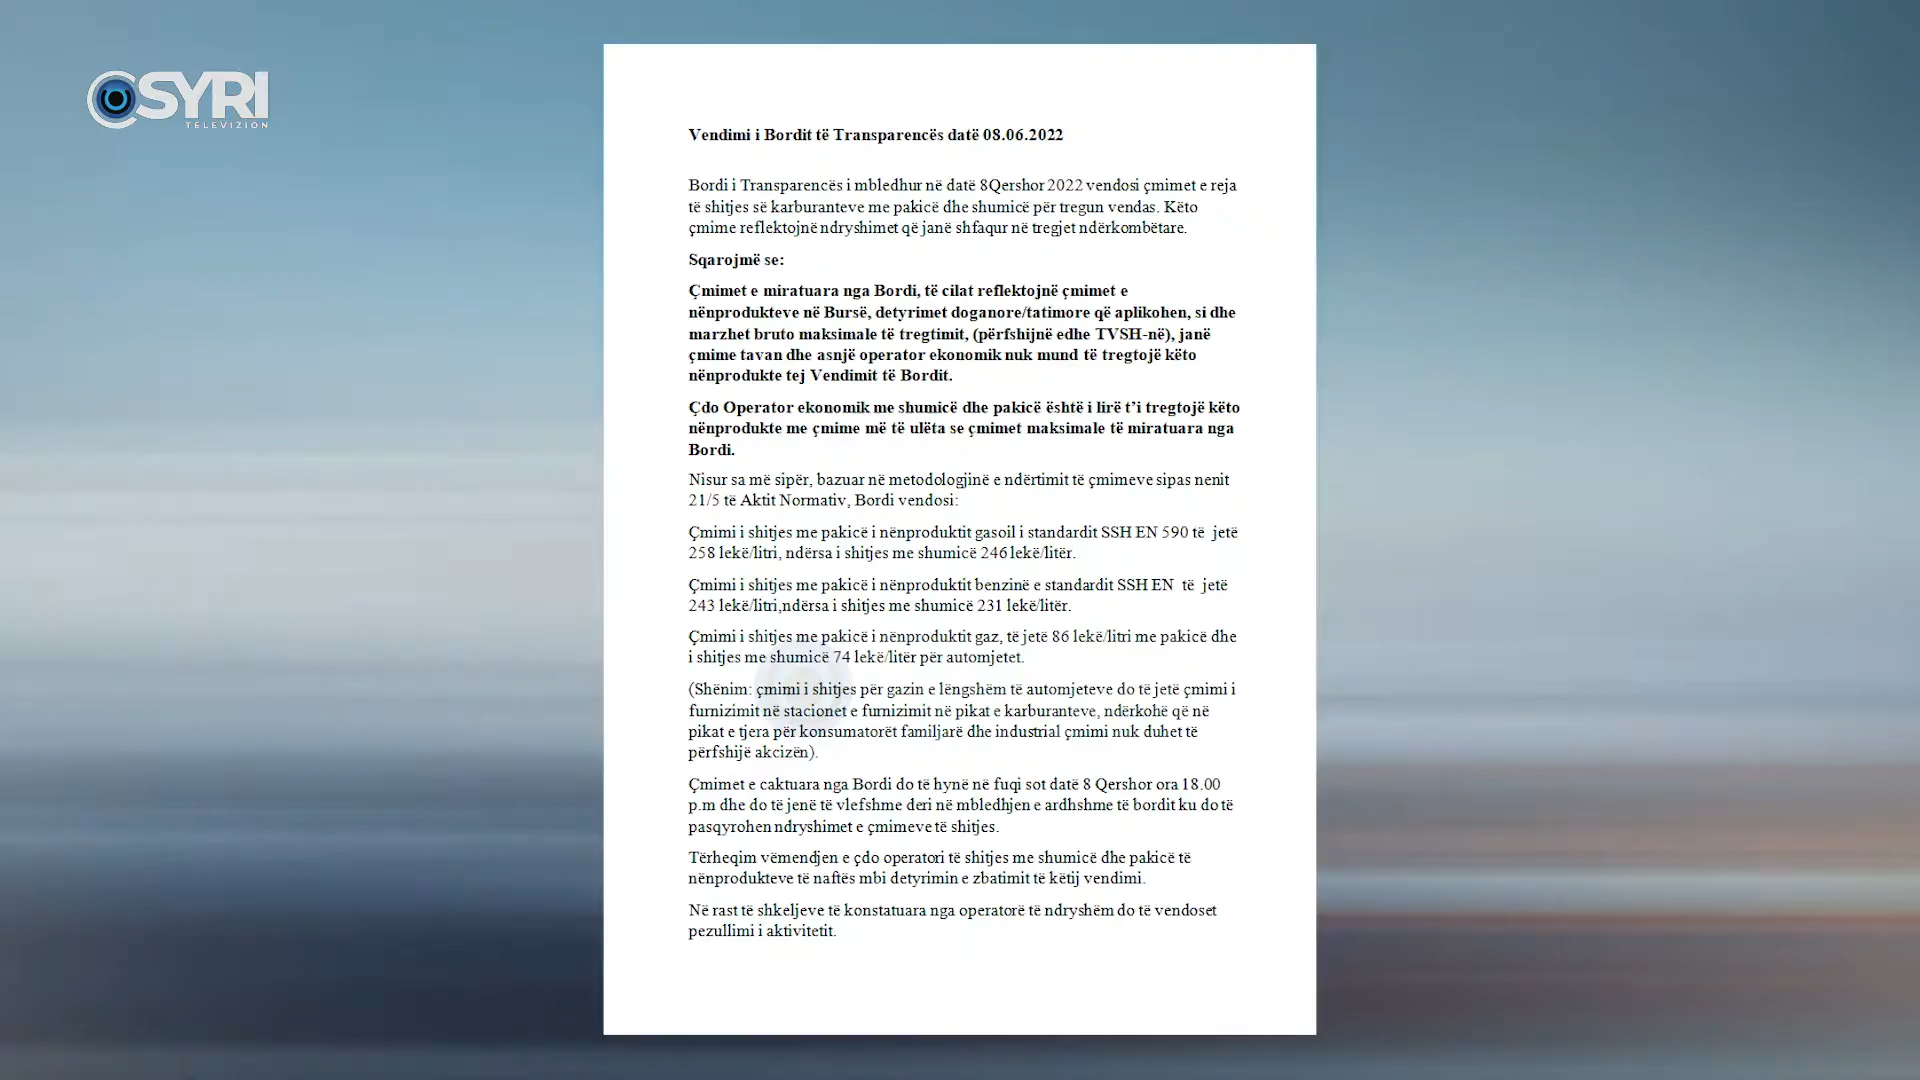 SYRI
TELEVIZION
Vendimi i Bordit të Transparencës datë 08.06.2022
Bordi i Transparencës i mbledhur në datë 8Qershor 2022 vendosi çmimet e reja
të shitjes së karburanteve me pakicë dhe shumicë për tregun vendas. Këto
çmime reflektojnë ndryshimet që janë shfaqur në tregjet ndërkombëtare.
Sqarojmë se:
Çmimet e miratuara nga Bordi, të cilat reflektojnë çmimet e
nënprodukteve në Bursë, detyrimet doganore/tatimore që aplikohen, si dhe
marzhet bruto maksimale të tregtimit, (përfshijnë edhe TVSH-në), janë
çmime tavan dhe asnjë operator ekonomik nuk mund të tregtojë këto
nënprodukte tej Vendimit të Bordit.
Çdo Operator ekonomik me shumicë dhe pakicë është i lirë t’i tregtojë këto
nënprodukte me çmime më të ulëta se çmimet maksimale të miratuara nga
Bordi.
Nisur sa më sipër, bazuar në metodologjinë e ndërtimit të çmimeve sipas nenit
21/5 të Aktit Normativ, Bordi vendosi:
Çmimi i shitjes me pakicë i nënproduktit gasoil i standardit SSH EN 590 të jetë
258 lekë/litri, ndërsa i shitjes me shumicë 246 lekë/litër.
Çmimi i shitjes me pakicë i nënproduktit benzinë e standardit SSH EN të jetë
243 lekë/litri,ndërsa i shitjes me shumicë 231 lekë/litër.
Çmimi i shitjes me pakicë i nënproduktit gaz, të jetë 86 lekë/litri me pakicë dhe
i shitjes me shumicë 74 lekë/litër për automjetet.
(Shënim: çmimi i shitjes për gazin e lëngshëm të automjeteve do të jetë çmimi i
furnizimit në stacionet e furnizimit në pikat e karburanteve, ndërkohë që në
pikat e tjera për konsumatorët familjarë dhe industrial çmimi nuk duhet të
përfshijë akcizën).
Çmimet e caktuara nga Bordi do të hynë në fuqi sot datë 8 Qershor ora 18.00
p.m dhe do të jenë të vlefshme deri në mbledhjen e ardhshme të bordit ku do të
pasqyrohen ndryshimet e çmimeve të shitjes.
Tërheqim vëmendjen e çdo operatori të shitjes me shumicë dhe pakicë të
nënprodukteve të naftës mbi detyrimin e zbatimit të këtij vendimi.
Në rast të shkeljeve të konstatuara nga operatorë të ndryshëm do të vendoset
pezullimi i aktivitetit.